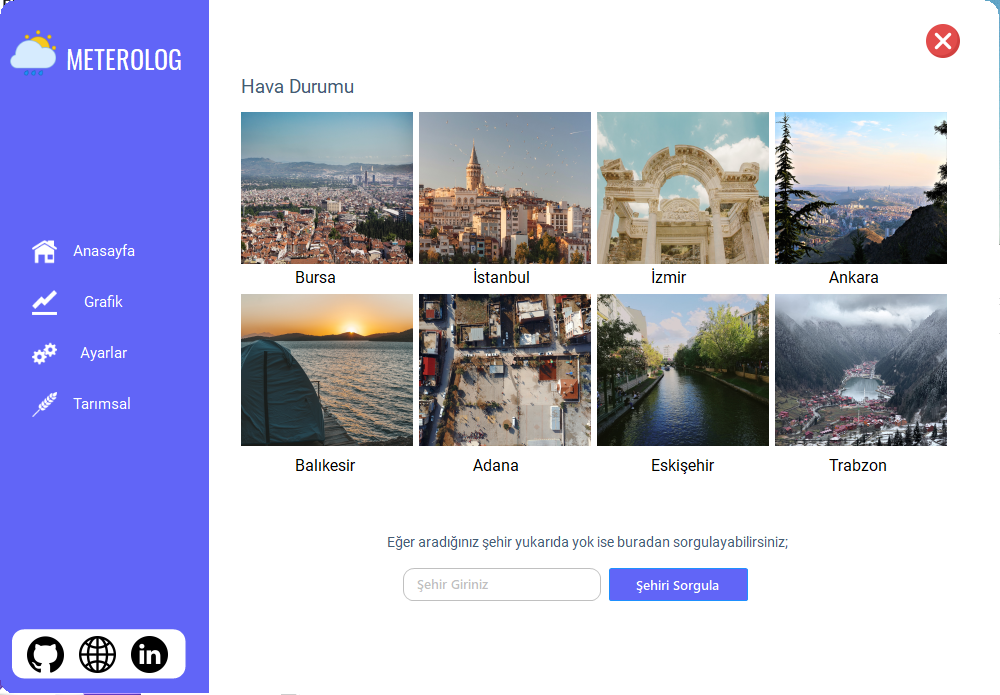 METEROLOG
Anasayfa
Grafik
Ayarlar
Tarımsal
Hava Durumu
Bursa
İstanbul
İzmir
Ankara
Balıkesir
Adana
Eskişehir
Trabzon
Eğer aradığınız şehir yukarıda yok ise buradan sorgulayabilirsiniz;
Şehir Giriniz
Şehiri Sorgula
in